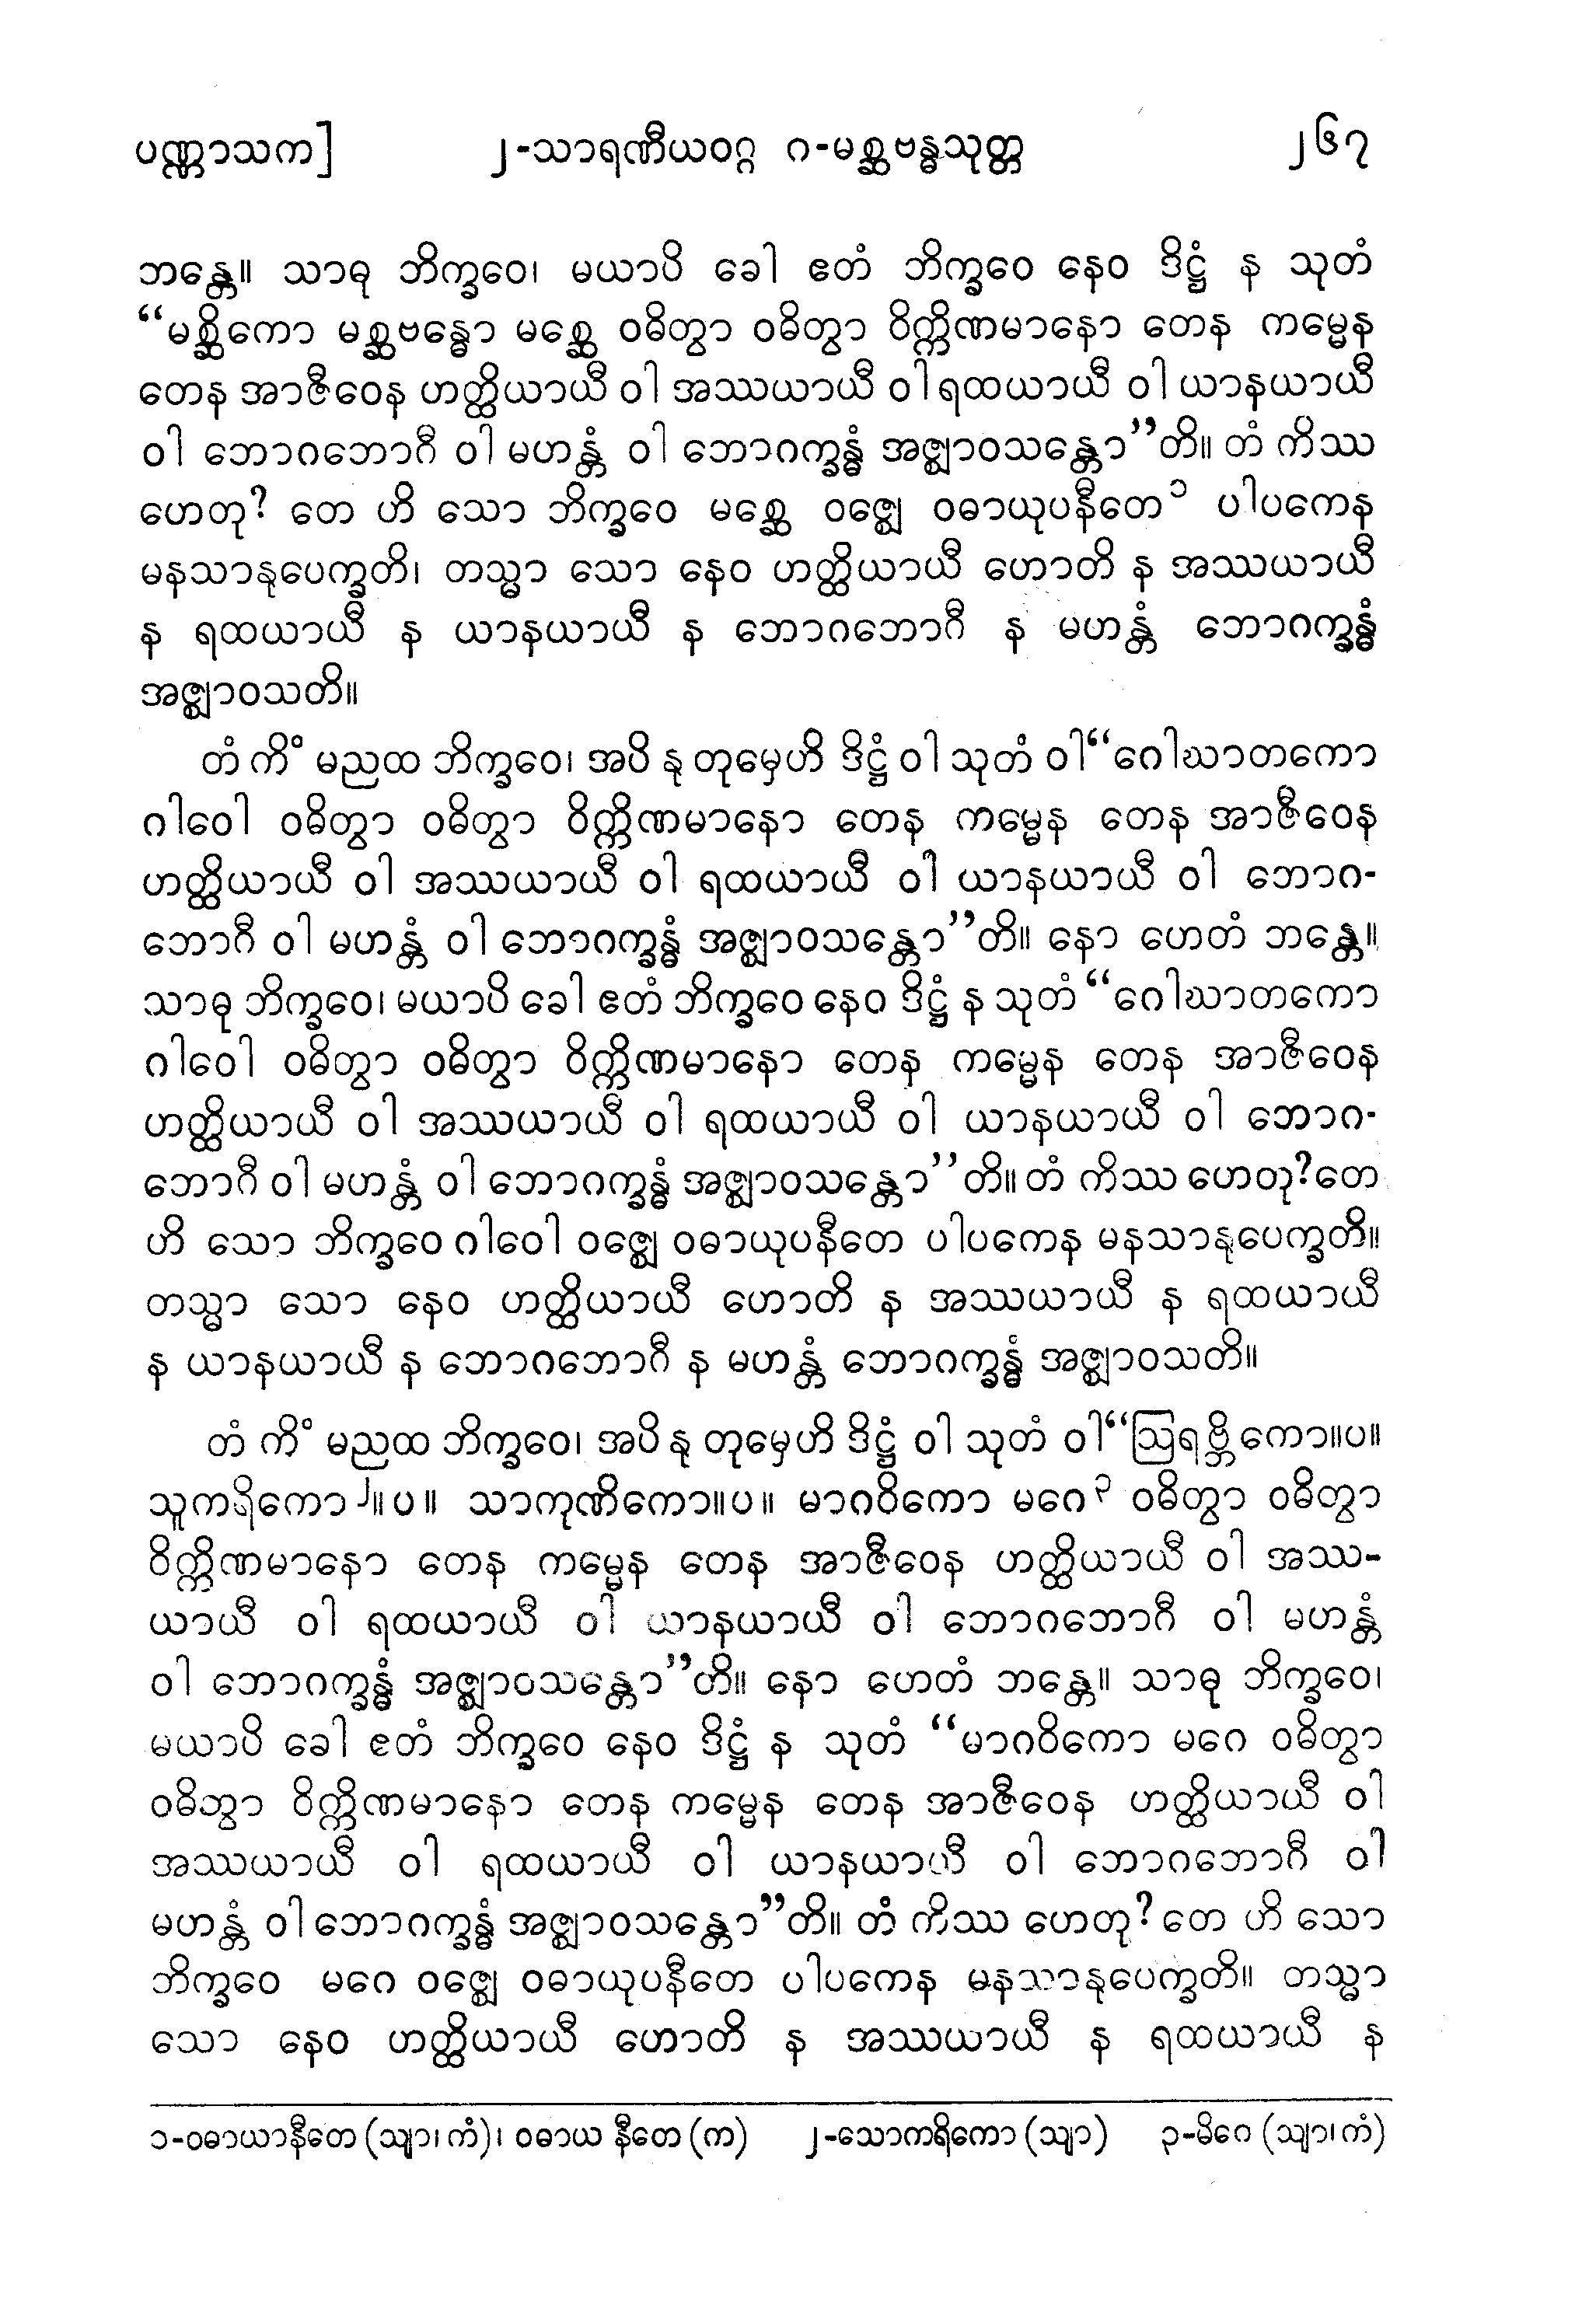 ပဏ္ဏာသက]  ၂-သာရဏီယဝဂ္ဂ  ဂ-မစ္ဆဗန္ဓသုတ္တ  ၂၆၇
ဘန္တေ။ သာဓု ဘိက္ခဝေ၊ မယာပိ ခေါ ဧတံ ဘိက္ခဝေ နေဝ ဒိဋ္ဌံ န သုတံ
“မစ္ဆိကော မစ္ဆဗန္ဓော မစ္ဆေ ဝဓိတွာ ဝဓိတွာ ဝိက္ကိဏမာနော တေန ကမ္မေန
တေန အာဇီဝေန ဟတ္ထိယာယီ ဝါ အဿယာယီ ဝါ ရထယာယီ ဝါ ယာနယာယီ
ဝါ ဘောဂဘောဂီ ဝါ မဟန္တံ ဝါ ဘောဂက္ခန္ဓံ အဇ္ဈာဝသန္တော”တိ။ တံ ကိဿ
ဟေတု? တေ ဟိ သော ဘိက္ခဝေ မစ္ဆေ ဝဇ္ဈေ ဝဓာယုပနီတေ၁ ပါပကေန
မနသာနုပေက္ခတိ၊ တသ္မာ သော နေဝ ဟတ္ထိယာယီ ဟောတိ န အဿယာယီ
န ရထယာယီ န ယာနယာယီ န ဘောဂဘောဂီ န မဟန္တံ ဘောဂက္ခန္ဓံ
အဇ္ဈာဝသတိ။
တံ ကိံ မညထ ဘိက္ခဝေ၊ အပိ နု တုမှေဟိ ဒိဋ္ဌံ ဝါ သုတံ ဝါ“ဂေါဃာတကော
ဂါဝေါ ဝဓိတွာ ဝဓိတွာ ဝိက္ကိဏမာနော တေန ကမ္မေန တေန အာဇီဝေန
ဟတ္ထိယာယီ ဝါ အဿယာယီ ဝါ ရထယာယီ ဝါ ယာနယာယီ ဝါ ဘောဂ-
ဘောဂီ ဝါ မဟန္တံ ဝါ ဘောဂက္ခန္ဓံ အဇ္ဈာဝသန္တော”တိ။ နော ဟေတံ ဘန္တေ။
သာဓု ဘိက္ခဝေ၊ မယာပိ ခေါ ဧတံ ဘိက္ခဝေ နေဝ ဒိဋ္ဌံ န သုတံ “ဂေါဃာတကော
ဂါဝေါ ဝဓိတွာ ဝဓိတွာ ဝိက္ကိဏမာနော တေန ကမ္မေန တေန အာဇီဝေန
ဟတ္ထိယာယီ ဝါ အဿယာယီ ဝါ ရထယာယီ ဝါ ယာနယာယီ ဝါ ဘောဂ-
ဘောဂီ ဝါ မဟန္တံ ဝါ ဘောဂက္ခန္ဓံ အဇ္ဈာဝသန္တော”တိ။ တံ ကိဿ ဟေတု? တေ
ဟိ သော ဘိက္ခဝေ ဂါဝေါ ဝဇ္ဈေ ဝဓာယုပနီတေ ပါပကေန မနသာနုပေက္ခတိ။
တသ္မာ သော နေဝ ဟတ္ထိယာယီ ဟောတိ န အဿယာယီ န ရထယာယီ
န ယာနယာယီ န ဘောဂဘောဂီ န မဟန္တံ ဘောဂက္ခန္ဓံ အဇ္ဈာဝသတိ။
တံ ကိံ မညထ ဘိက္ခဝေ၊ အပိ နု တုမှေဟိ ဒိဋ္ဌံ ဝါ သုတံ ဝါ“ဩရဗ္ဘိကော။ပ။
သူကရိကော၂။ ပ ။ သာကုဏိကော။ပ။ မာဂဝိကော မဂေ၃ ဝဓိတွာ ဝဓိတွာ
ဝိက္ကိဏမာနော တေန ကမ္မေန တေန အာဇီဝေန ဟတ္ထိယာယီ ဝါ အဿ-
ယာယီ ဝါ ရထယာယီ ဝါ ယာနယာယီ ဝါ ဘောဂဘောဂီ ဝါ မဟန္တံ
ဝါ ဘောဂက္ခန္ဓံ အဇ္ဈာဝသန္တော”တိ။ နော ဟေတံ ဘန္တေ။ သာဓု ဘိက္ခဝေ၊
မယာပိ ခေါ ဧတံ ဘိက္ခဝေ နေဝ ဒိဋ္ဌံ န သုတံ “မာဂဝိကော မဂေ ဝဓိတွာ
ဝဓိတွာ ဝိက္ကိဏမာနော တေန ကမ္မေန တေန အာဇီဝေန ဟတ္ထိယာယီ ဝါ
အဿယာယီ ဝါ ရထယာယီ ဝါ ယာနယာယီ ဝါ ဘောဂဘောဂီ ဝါ
မဟန္တံ ဝါ ဘောဂက္ခန္ဓံ အဇ္ဈာဝသန္တော”တိ။ တံ ကိဿ ဟေတု? တေ ဟိ သော
ဘိက္ခဝေ မဂေ ဝဇ္ဈေ ဝဓာယုပနီတေ ပါပကေန မနသာနုပေက္ခတိ။ တသ္မာ
သော နေဝ ဟတ္ထိယာယီ ဟောတိ န အဿယာယီ န ရထယာယီ န
၁-ဝဓာယာနီတေ (သျာ၊ ကံ)၊ ဝဓာယ နီတေ (က)  ၂-သောကရိကော (သျာ)  ၃-မိဂေ (သျာ၊ ကံ)